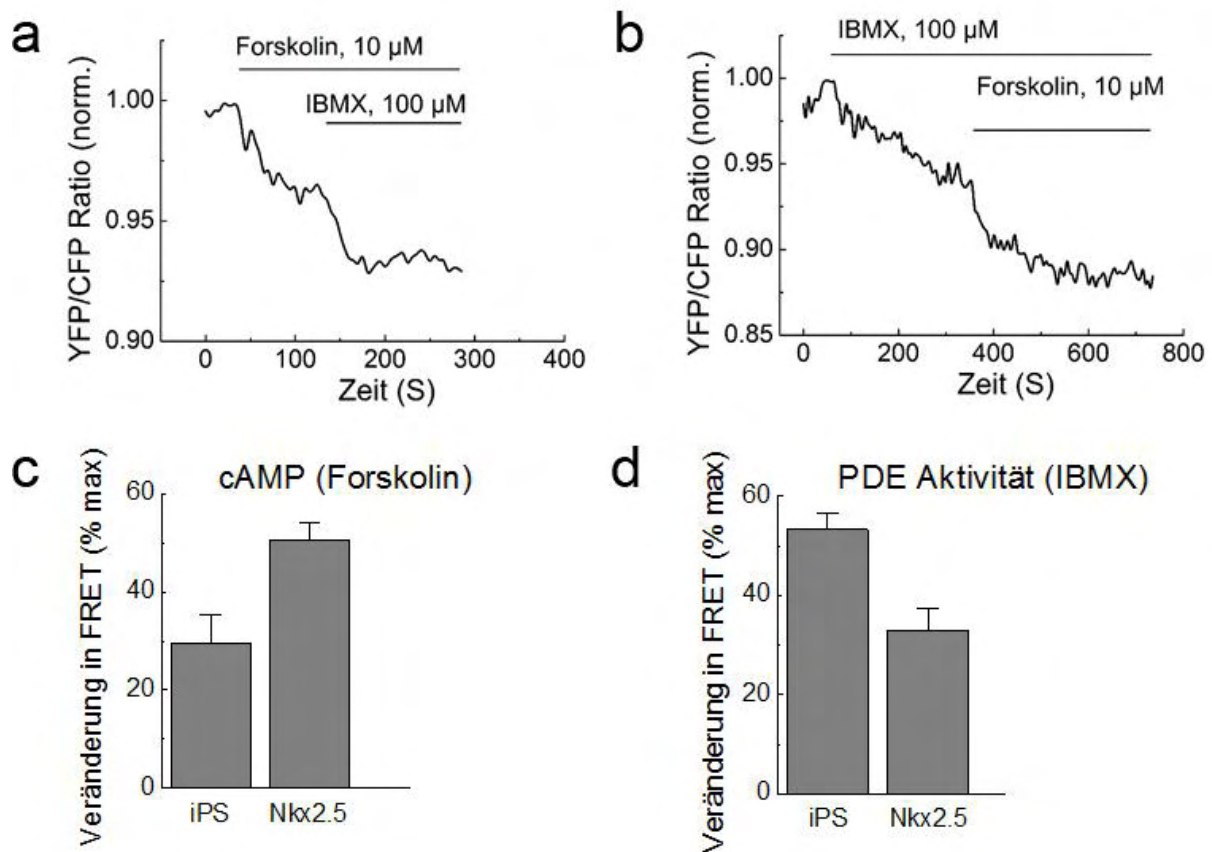 a
Forskolin, 10 µM
IBMX, 100 µM
1.00
0.95
0.90
YFP/CFP Ratio (norm.)
0 100 200 300 400
Zeit (S)
b
IBMX, 100 µM
Forskolin, 10 µM
1.00
0.95
0.90
0.85
YFP/CFP Ratio (norm.)
0 200 400 600 800
Zeit (S)
c
cAMP (Forskolin)
Veränderung in FRET (% max)
60
40
20
0
iPS Nkx2.5
d
PDE Aktivität (IBMX)
Veränderung in FRET (% max)
60
40
20
0
iPS Nkx2.5